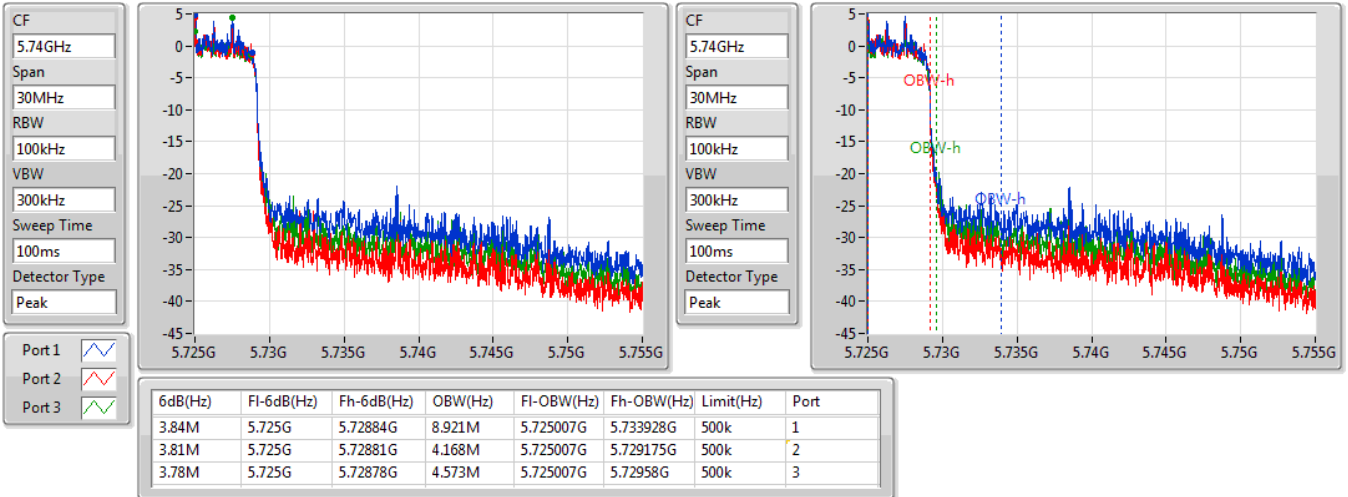 CF
5.74GHz
Span
30MHz
RBW
100kHz
VBW
300kHz
Sweep Time
100ms
Detector Type
Peak
5
0
-5
-10
-15
-20
-25
-30
-35
-40
-45
5.725G 5.73G 5.735G 5.74G 5.745G 5.75G 5.755G
CF
5.74GHz
Span
30MHz
RBW
100kHz
VBW
300kHz
Sweep Time
100ms
Detector Type
Peak
5
0
-5
-10
-15
-20
-25
-30
-35
-40
-45
OBW-h
OBW-h
OBW-h
5.725G 5.73G 5.735G 5.74G 5.745G 5.75G 5.755G
Port 1
Port 2
Port 3
6dB(Hz) Fl-6dB(Hz) Fh-6dB(Hz) OBW(Hz) Fl-OBW(Hz) Fh-OBW(Hz) Limit(Hz) Port
3.84M 5.725G 5.72884G 8.921M 5.725007G 5.733928G 500k 1
3.81M 5.725G 5.72881G 4.168M 5.725007G 5.729175G 500k 2
3.78M 5.725G 5.72878G 4.573M 5.725007G 5.72958G 500k 3